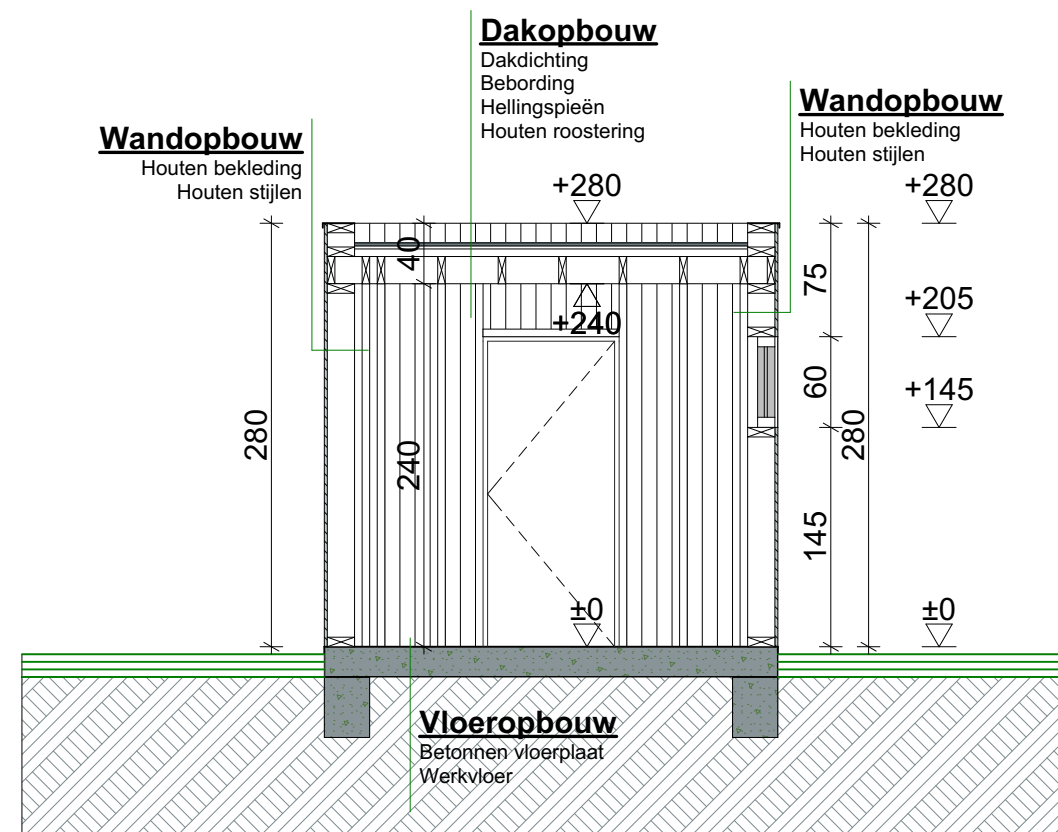 Dakopbouw
Dakdichting
Bebording
Hellingspieën
Houten roostering
Wandopbouw
Houten bekleding
Houten stijlen
Wandopbouw
Houten bekleding
Houten stijlen
+280
+280
40
75
+205
+240
60
+145
280
240
280
145
±0
±0
Vloeropbouw
Betonnen vloerplaat
Werkvloer